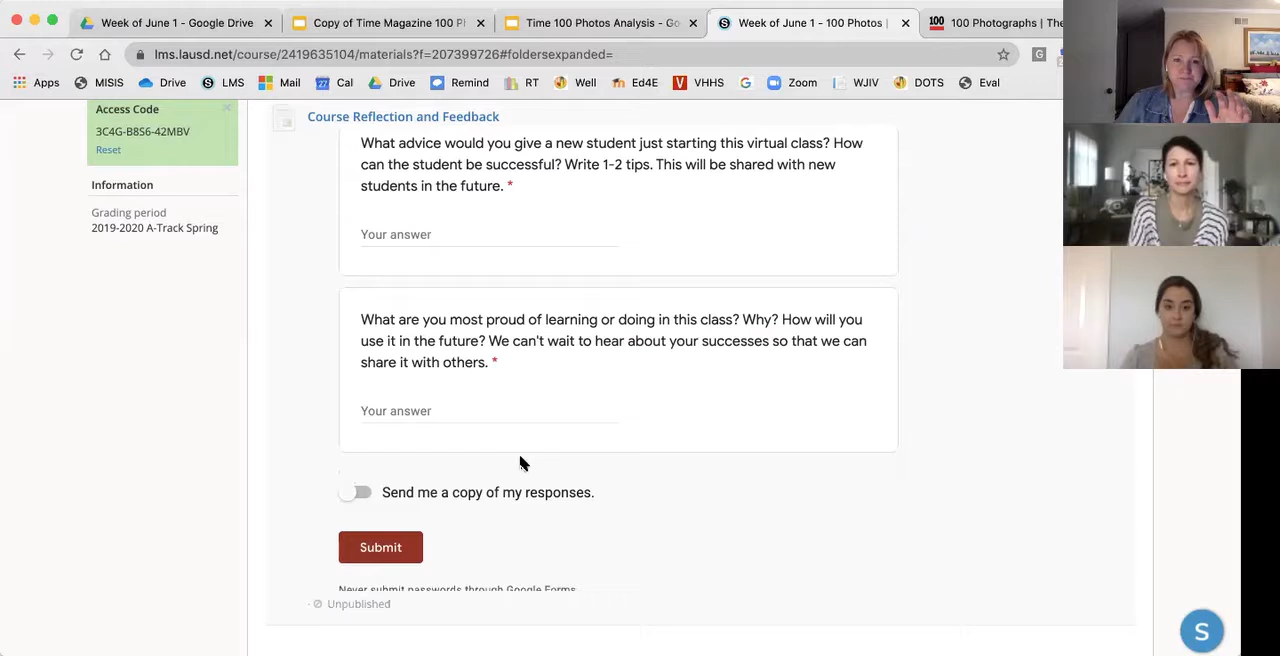 Week of June 1 - Google Drive
Copy of Time Magazine 100 P
Time 100 Photos Analysis - Go
Week of June 1 - 100 Photos |
100 Photographs | The
lms.lausd.net/course/2419635104/materials?f=207399726#foldersexpanded=
Apps MISIS Drive LMS Mail Cal Drive Remind RT Well Ed4E VHHS Zoom WJIV DOTS Eval
Access Code
3C4G-B8S6-42MBV
Reset
Information
Grading period
2019-2020 A-Track Spring
Course Reflection and Feedback
What advice would you give a new student just starting this virtual class? How
can the student be successful? Write 1-2 tips. This will be shared with new
students in the future. *
Your answer
What are you most proud of learning or doing in this class? Why? How will you
use it in the future? We can't wait to hear about your successes so that we can
share it with others. *
Your answer
Send me a copy of my responses.
Submit
Never submit passwords through Google Forms.
Unpublished
S